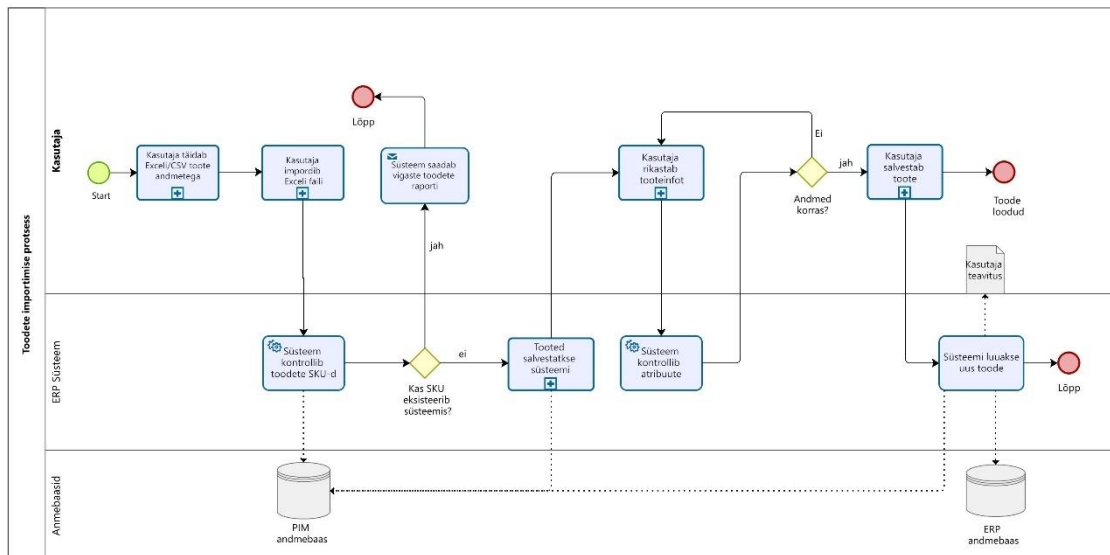 Toodete importimise protsess
Kasutaja
Start
Kasutaja täidab
Exceli/CSV toote
andmetega
Kasutaja
impordib
Exceli faili
Lõpp
Süsteem saadab
vigaste toodete
raporti
jah
Kasutaja
rikastab
tooteinfot
Ei
Andmed
korras?
jah
Kasutaja
salvestab
toote
Toode
loodud
Kasutaja
teavitus
ERP Süsteem
Süsteem
kontrollib
toodete SKU-d
Kas SKU
eksisteerib
süsteemis?
ei
Tooted
salvestatkse
süsteemi
Süsteem
kontrollib
atribuute
Süsteemi luuakse
uus toode
Lõpp
Anmebaasid
PIM
andmebaas
ERP
andmebaas